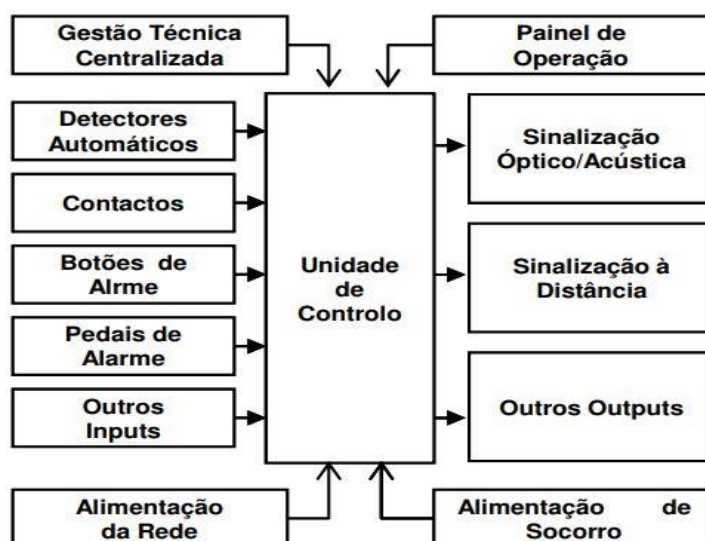 Gestão Técnica
Centralizada
Painel de
Operação
Detectores
Automáticos
Contactos
Botões de
Alrme
Pedais de
Alarme
Outros
Inputs
Unidade
de
Controlo
Sinalização
Óptico/Acústica
Sinalização à
Distância
Outros Outputs
Alimentação
da Rede
Alimentação de
Socorro